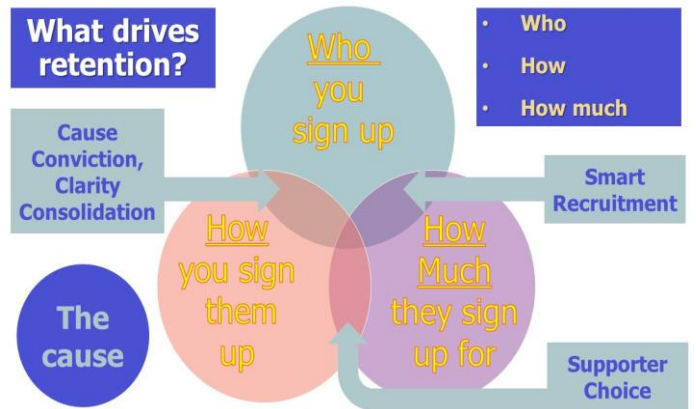 What drives
retention?
Who
you
sign up
• Who
• How
• How much
Cause
Conviction,
Clarity
Consolidation
Smart
Recruitment
How
you sign
them
up
How
Much
they sign
up for
The
cause
Supporter
Choice